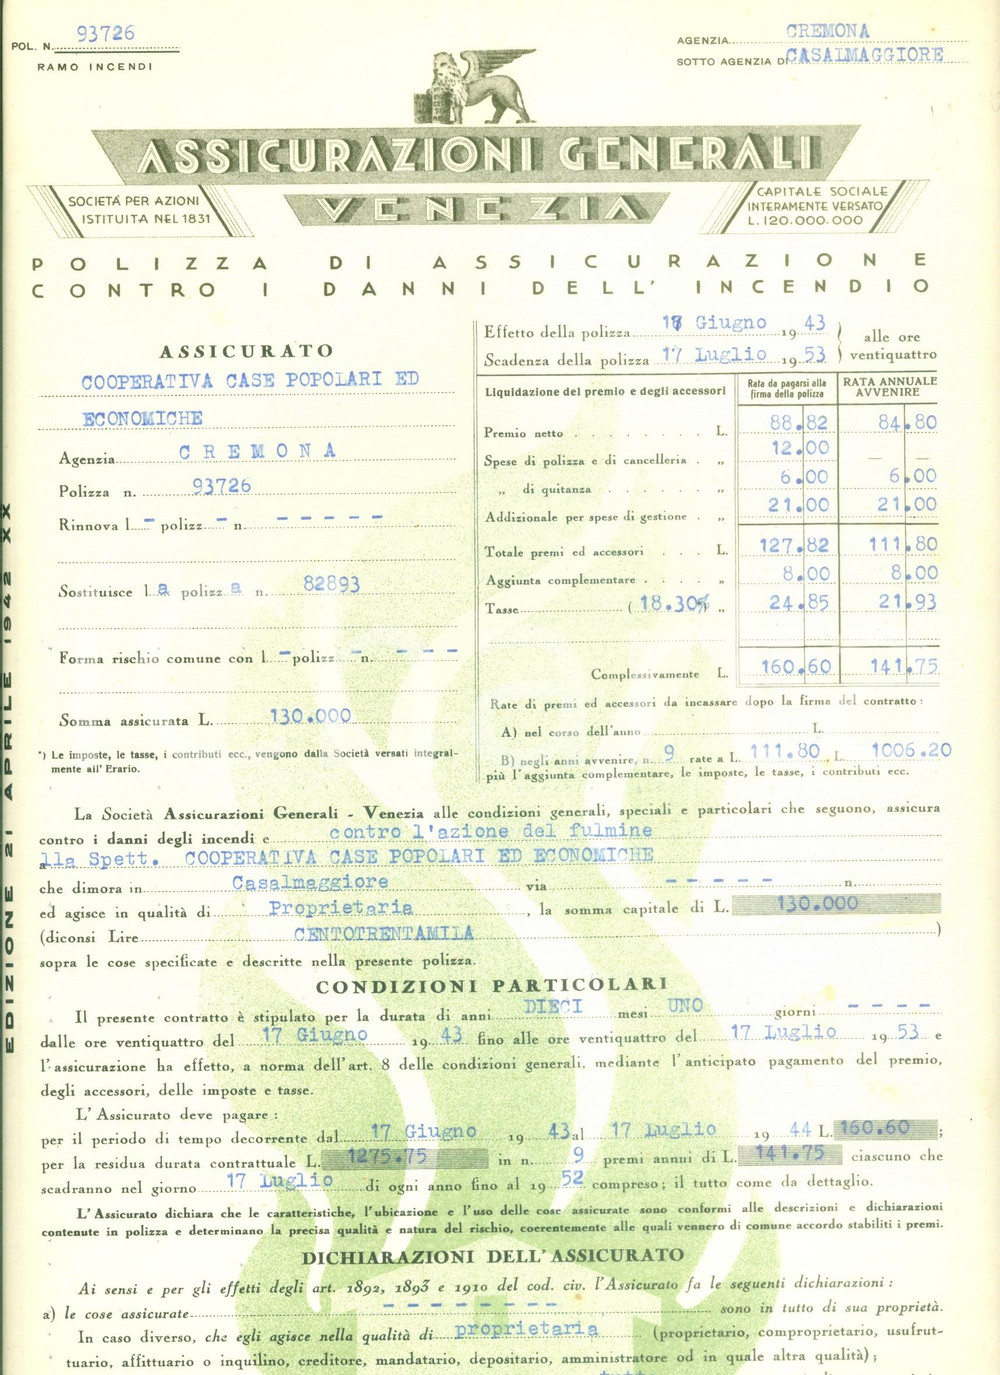 POL. N. 93726
RAMO INCENDI
AGENZIA CREMONA
SOTTO AGENZIA DI CASALMAGGIORE
ASSICURAZIONI GENERALI
VENEZIA
SOCIETÀ PER AZIONI
ISTITUITA NEL 1831
CAPITALE SOCIALE
INTERAMENTE VERSATO
L. 120.000.000
POLIZZA DI ASSICURAZIONE
CONTRO I DANNI DELL' INCENDIO
ASSICURATO
COOPERATIVA CASE POPOLARI ED
ECONOMICHE
Agenzia CREMONA
Polizza n. 93726
Rinnova l - polizz - n. - - - - -
Sostituisce la polizza n. 82893
Forma rischio comune con l - polizz - n. - - -
Somma assicurata L. 130.000
*) Le imposte, le tasse, i contributi ecc., vengono dalla Società versati integral-
mente all' Erario.
Effetto della polizza 17 Giugno 1943
Scadenza della polizza 17 Luglio 1953
alle ore
ventiquattro
Liquidazione del premio e degli accessori
Rata da pagarsi alla
firma della polizza
RATA ANNUALE
AVVENIRE
Premio netto L. 88.82 84.80
Spese di polizza e di cancelleria „ 12.00 — —
„ di quitanza „ 6.00 6.00
Addizionale per spese di gestione „ 21.00 21.00
Totale premi ed accessori L. 127.82 111.80
Aggiunta complementare „ 8.00 8.00
Tasse ( 18.30% „ 24.85 21.93
Complessivamente L. 160.60 141.75
Rate di premi ed accessori da incassare dopo la firma del contratto:
A) nel corso dell'anno L.
B) negli anni avvenire, n. 9 rate a L. 111.80 L. 1006.20
più l'aggiunta complementare, le imposte, le tasse, i contributi ecc.
La Società Assicurazioni Generali - Venezia alle condizioni generali, speciali e particolari che seguono, assicura
contro i danni degli incendi e contro l'azione del fulmine
alla Spett. COOPERATIVA CASE POPOLARI ED ECONOMICHE
che dimora in Casalmaggiore via - - - - - n.
ed agisce in qualità di Proprietaria, la somma capitale di L. 130.000
(diconsi Lire CENTOTRENTAMILA )
sopra le cose specificate e descritte nella presente polizza.
CONDIZIONI PARTICOLARI
Il presente contratto è stipulato per la durata di anni DIECI mesi UNO giorni - - - -
dalle ore ventiquattro del 17 Giugno 1943 fino alle ore ventiquattro del 17 Luglio 1953 e
l'assicurazione ha effetto, a norma dell'art. 8 delle condizioni generali, mediante l'anticipato pagamento del premio,
degli accessori, delle imposte e tasse.
L'Assicurato deve pagare:
per il periodo di tempo decorrente dal 17 Giugno 1943 al 17 Luglio 1944 L. 160.60;
per la residua durata contrattuale L. 1275.75 in n. 9 premi annui di L. 141.75 ciascuno che
scadranno nel giorno 17 Luglio di ogni anno fino al 1952 compreso; il tutto come da dettaglio.
L'Assicurato dichiara che le caratteristiche, l'ubicazione e l'uso delle cose assicurate sono conformi alle descrizioni e dichiarazioni
contenute in polizza e determinano la precisa qualità e natura del rischio, coerentemente alle quali vennero di comune accordo stabiliti i premi.
DICHIARAZIONI DELL'ASSICURATO
Ai sensi e per gli effetti degli art. 1892, 1893 e 1910 del cod. civ. l'Assicurato fa le seguenti dichiarazioni:
a) le cose assicurate - - - - - - - - sono in tutto di sua proprietà.
In caso diverso, che egli agisce nella qualità di proprietaria (proprietario, comproprietario, usufrut-
tuario, affittuario o inquilino, creditore, mandatario, depositario, amministratore od in quale altra qualità);
EDIZIONE 21 APRILE 1942 XX